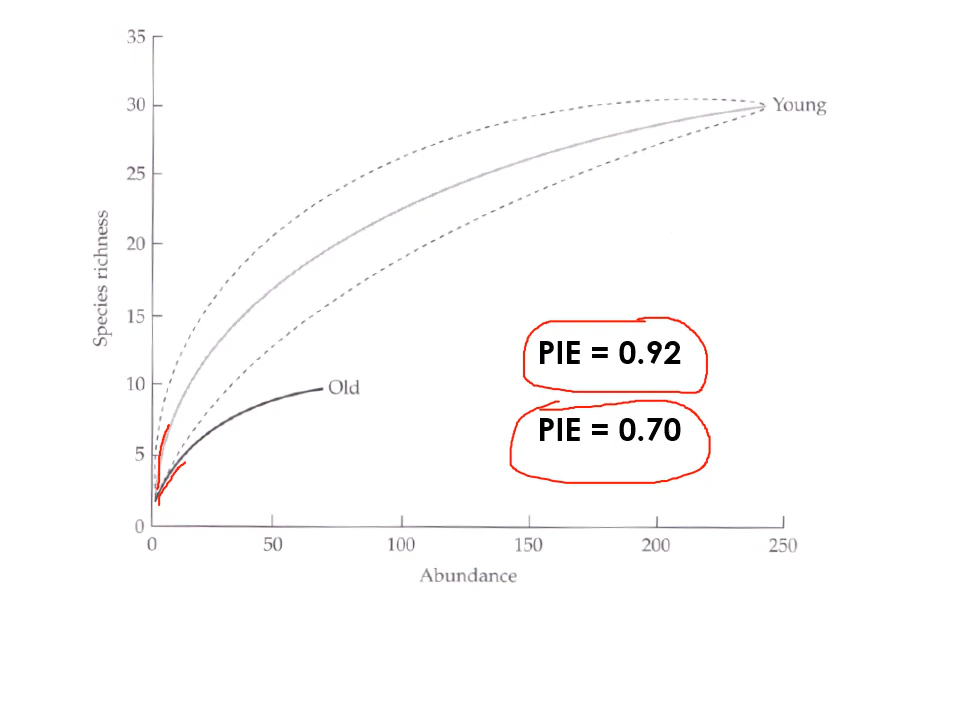 35
30
Young
25
20
Species richness
15
PIE = 0.92
10
Old
PIE = 0.70
5
0
0 50 100 150 200 250
Abundance